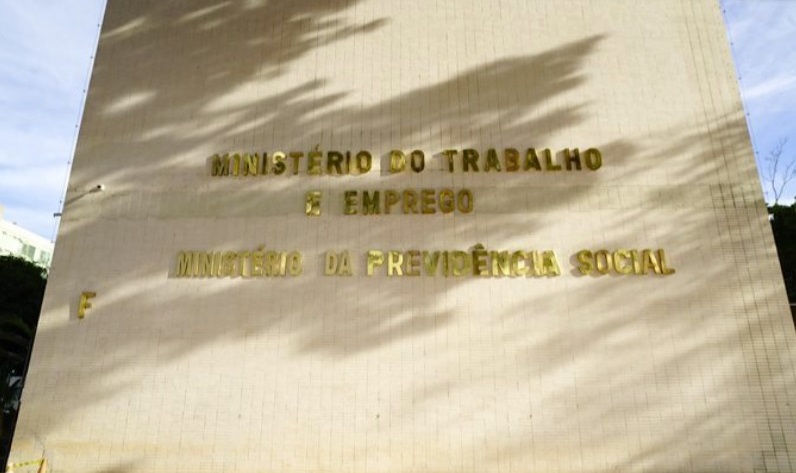 MINISTÉRIO DO TRABALHO
E EMPREGO
MINISTÉRIO DA PREVIDÊNCIA SOCIAL
F